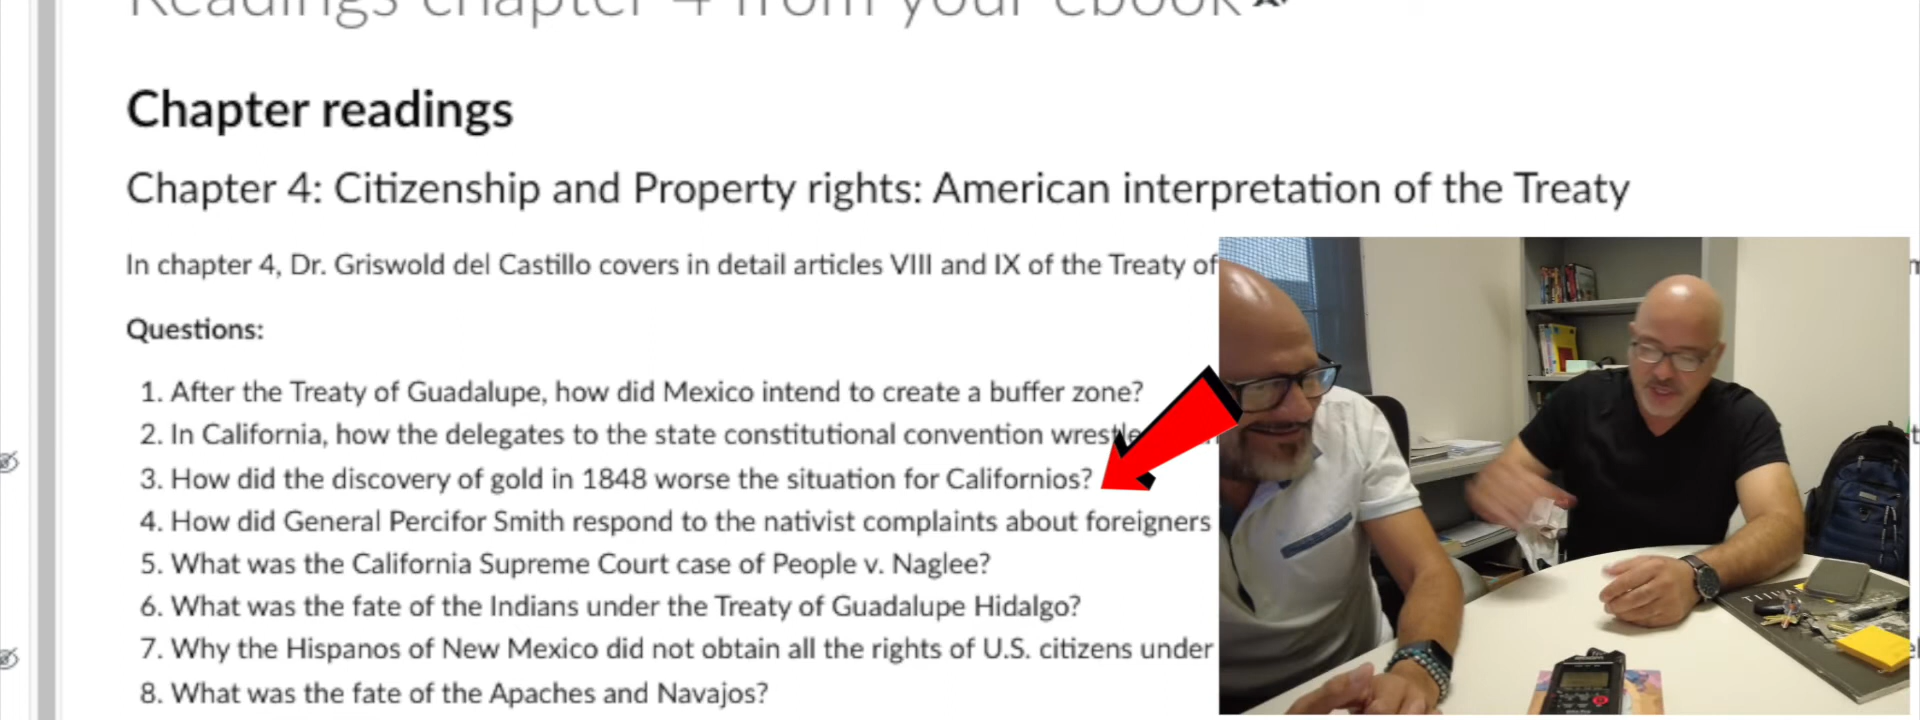 Readings chapter 4 from your ebook
Chapter readings
Chapter 4: Citizenship and Property rights: American interpretation of the Treaty
In chapter 4, Dr. Griswold del Castillo covers in detail articles VIII and IX of the Treaty of
Questions:
1. After the Treaty of Guadalupe, how did Mexico intend to create a buffer zone?
2. In California, how the delegates to the state constitutional convention
3. How did the discovery of gold in 1848 worse the situation for Californios?
4. How did General Percifor Smith respond to the nativist complaints about foreigners
5. What was the California Supreme Court case of People v. Naglee?
6. What was the fate of the Indians under the Treaty of Guadalupe Hidalgo?
7. Why the Hispanos of New Mexico did not obtain all the rights of U.S. citizens under
8. What was the fate of the Apaches and Navajos?